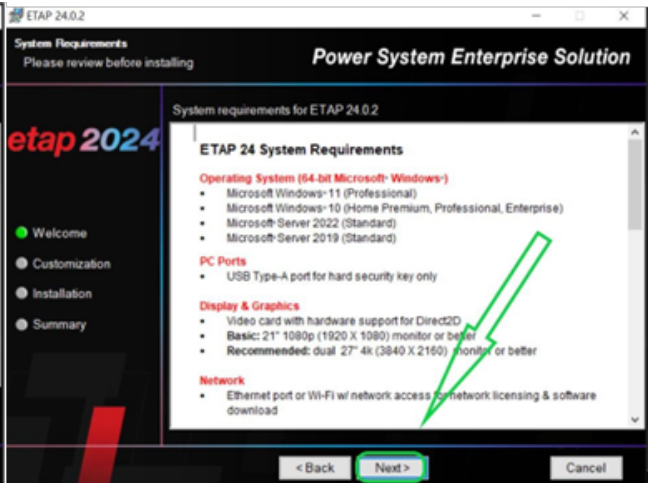 ETAP 24.0.2
System Requirements
Please review before installing
Power System Enterprise Solution
System requirements for ETAP 24.0.2
etap 2024
ETAP 24 System Requirements
Operating System (64-bit Microsoft® Windows®)
• Microsoft Windows® 11 (Professional)
• Microsoft Windows® 10 (Home Premium, Professional, Enterprise)
• Microsoft® Server 2022 (Standard)
• Microsoft® Server 2019 (Standard)
PC Ports
• USB Type-A port for hard security key only
Display & Graphics
• Video card with hardware support for Direct2D
• Basic: 21" 1080p (1920 X 1080) monitor or better
• Recommended: dual 27" 4k (3840 X 2160) monitor or better
Network
• Ethernet port or Wi-Fi w/ network access for network licensing & software
download
Welcome
Customization
Installation
Summary
< Back
Next >
Cancel